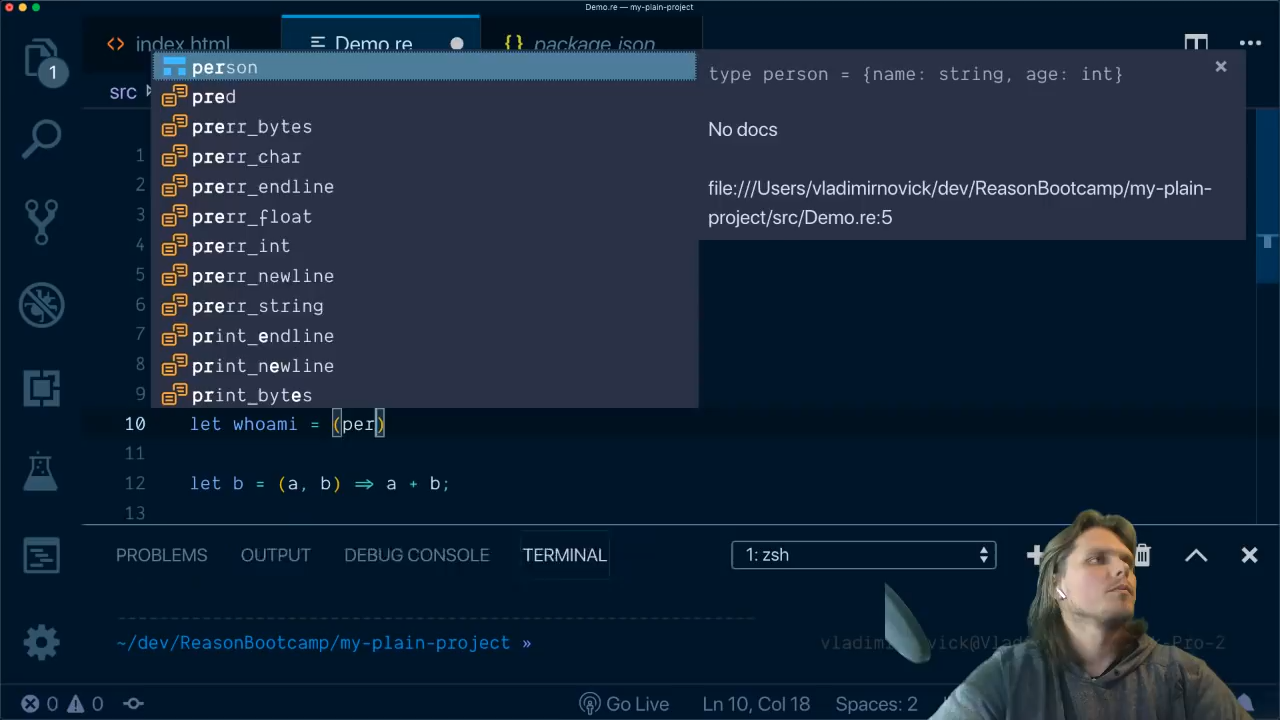 Demo.re — my-plain-project
index.html
Demo.re
package.json
1
src
person
pred
prerr_bytes
prerr_char
prerr_endline
prerr_float
prerr_int
prerr_newline
prerr_string
print_endline
print_newline
print_bytes
type person = {name: string, age: int}
No docs
file:///Users/vladimirnovick/dev/ReasonBootcamp/my-plain-
project/src/Demo.re:5
1
2
3
4
5
6
7
8
9
10 let whoami = (per)
11
12 let b = (a, b) => a + b;
13
PROBLEMS OUTPUT DEBUG CONSOLE TERMINAL 1: zsh
~/dev/ReasonBootcamp/my-plain-project »
0 0 Go Live Ln 10, Col 18 Spaces: 2